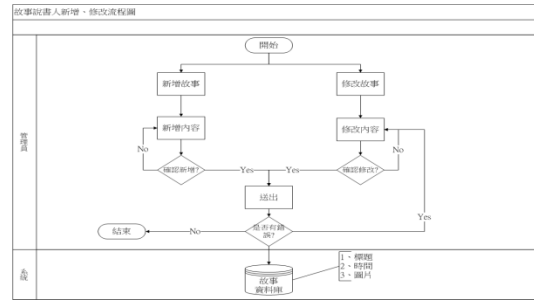 故事說書人新增、修改流程圖
開始
新增故事
修改故事
新增內容
修改內容
管理員
No
No
確認新增?
Yes
Yes
確認修改?
送出
Yes
結束
No
是否有錯
誤?
系統
故事
資料庫
1、標題
2、時間
3、圖片